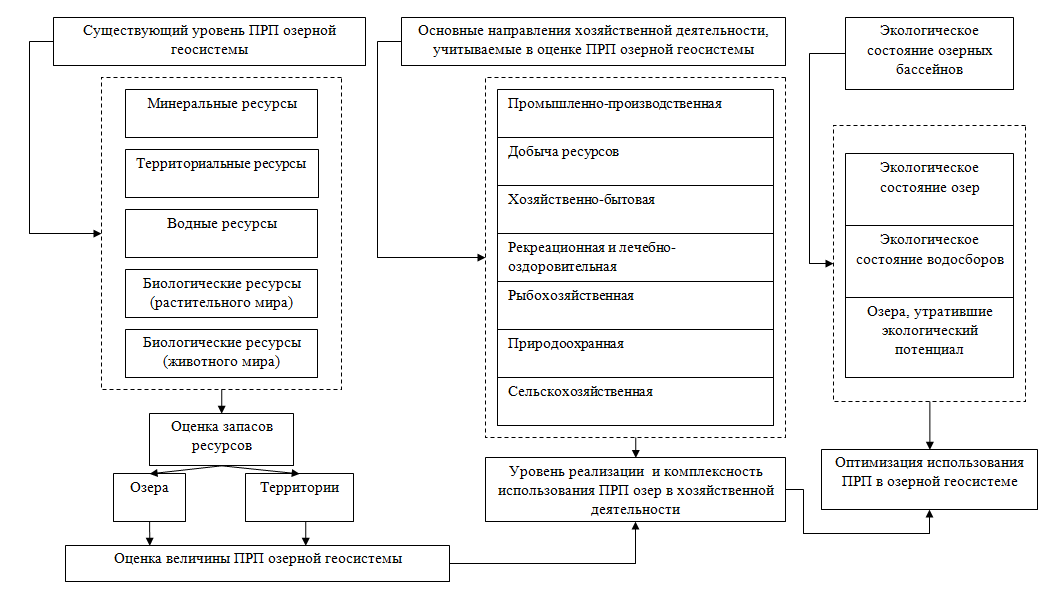 Существующий уровень ПРП озерной
геосистемы
Минеральные ресурсы
Территориальные ресурсы
Водные ресурсы
Биологические ресурсы
(растительного мира)
Биологические ресурсы
(животного мира)
Оценка запасов
ресурсов
Озера
Территории
Оценка величины ПРП озерной геосистемы
Основные направления хозяйственной деятельности,
учитываемые в оценке ПРП озерной геосистемы
Промышленно-производственная
Добыча ресурсов
Хозяйственно-бытовая
Рекреационная и лечебно-
оздоровительная
Рыбохозяйственная
Природоохранная
Сельскохозяйственная
Уровень реализации и комплексность
использования ПРП озер в хозяйственной
деятельности
Экологическое
состояние озерных
бассейнов
Экологическое
состояние озер
Экологическое
состояние водосборов
Озера, утратившие
экологический
потенциал
Оптимизация использования
ПРП в озерной геосистеме